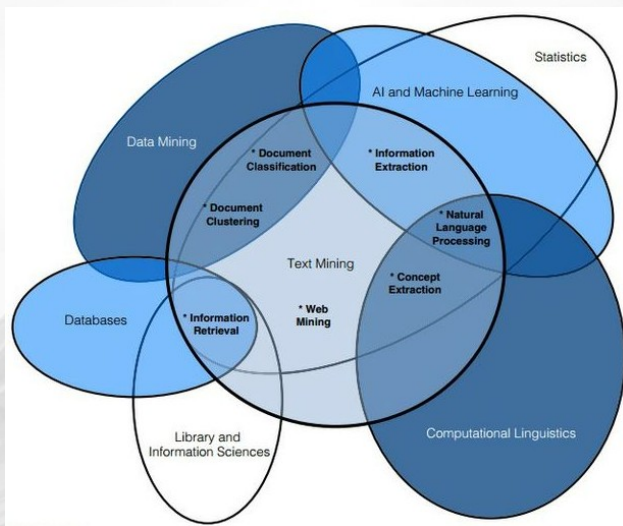 Statistics
AI and Machine Learning
Data Mining
* Document
Classification
* Information
Extraction
* Document
Clustering
* Natural
Language
Processing
Text Mining
* Concept
Extraction
* Web
Mining
Databases
* Information
Retrieval
Library and
Information Sciences
Computational Linguistics